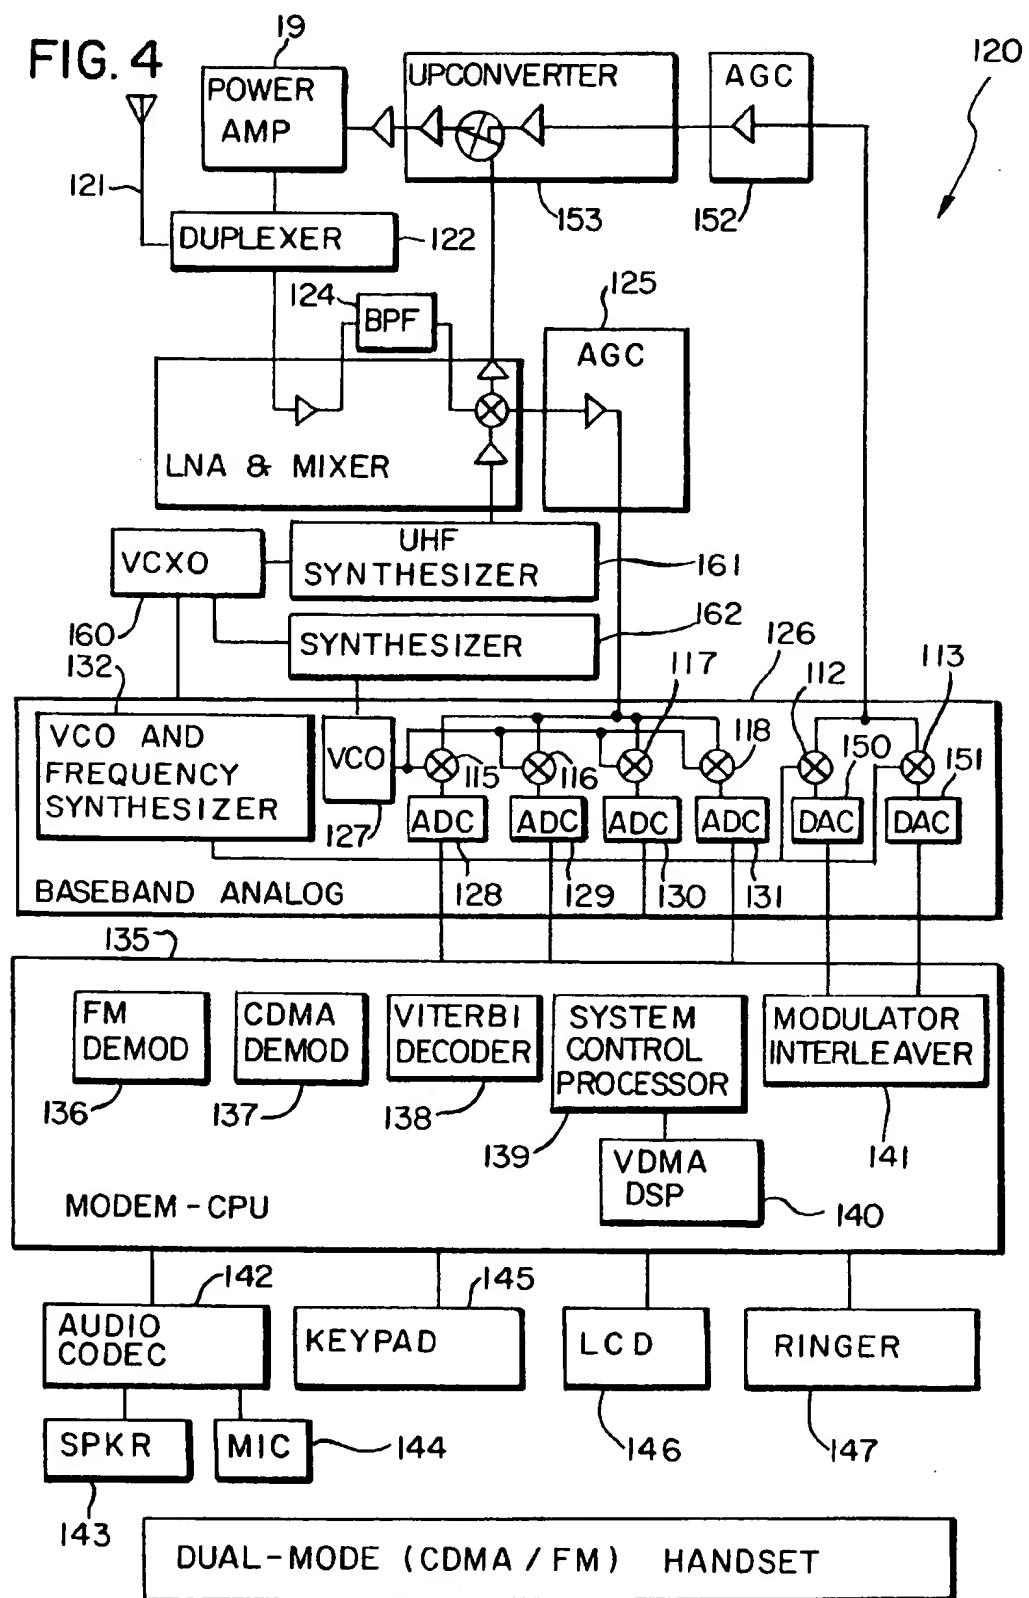 FIG. 4
19
120
POWER
AMP
UPCONVERTER
AGC
121
153
152
DUPLEXER
122
124
BPF
125
AGC
LNA & MIXER
VCXO
UHF
SYNTHESIZER
161
160
SYNTHESIZER
162
132
126
117
112
113
VCO AND
FREQUENCY
SYNTHESIZER
VCO
115
116
118
150
151
127
ADC
ADC
ADC
ADC
DAC
DAC
128
129
130
131
BASEBAND ANALOG
135
FM
DEMOD
CDMA
DEMOD
VITERBI
DECODER
SYSTEM
CONTROL
PROCESSOR
MODULATOR
INTERLEAVER
136
137
138
139
141
VDMA
DSP
140
MODEM-CPU
142
145
AUDIO
CODEC
KEYPAD
LCD
RINGER
SPKR
MIC
144
146
147
143
DUAL-MODE (CDMA / FM) HANDSET